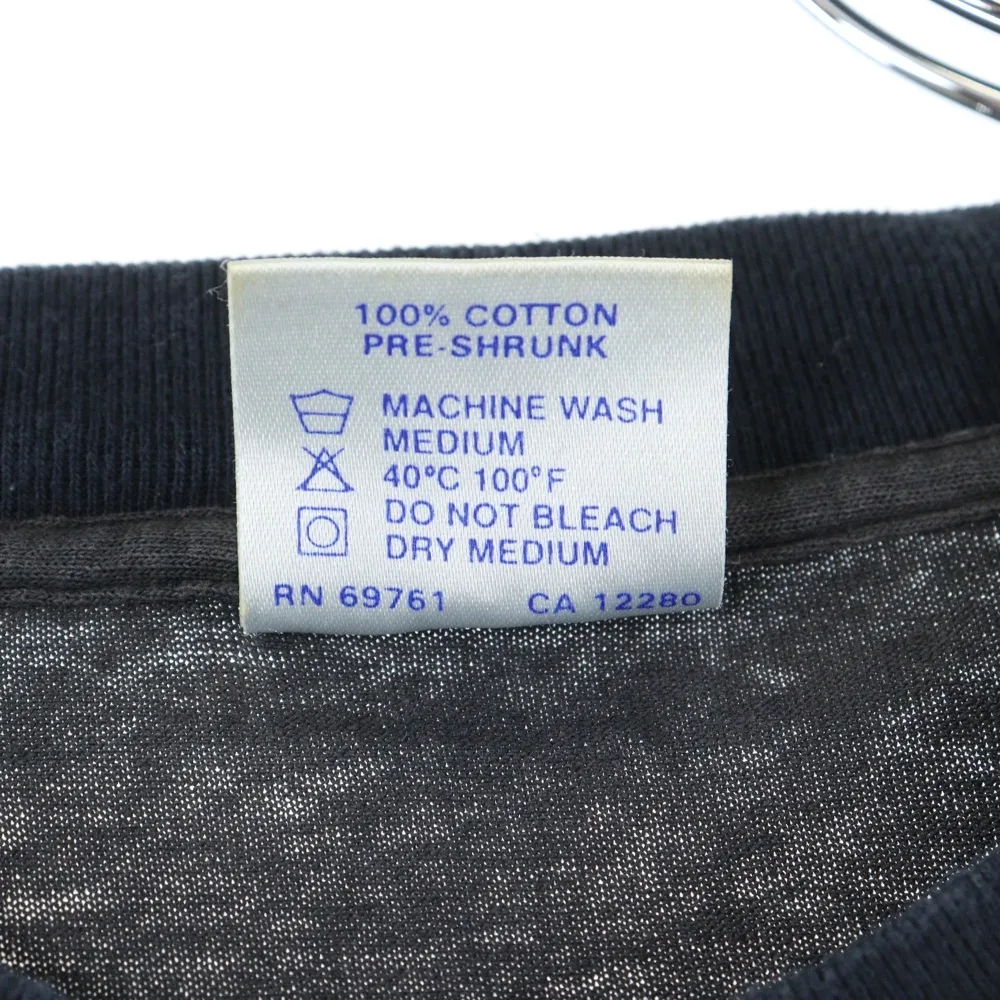 100% COTTON
PRE-SHRUNK
MACHINE WASH
MEDIUM
40°C 100°F
DO NOT BLEACH
DRY MEDIUM
RN 69761 CA 12280